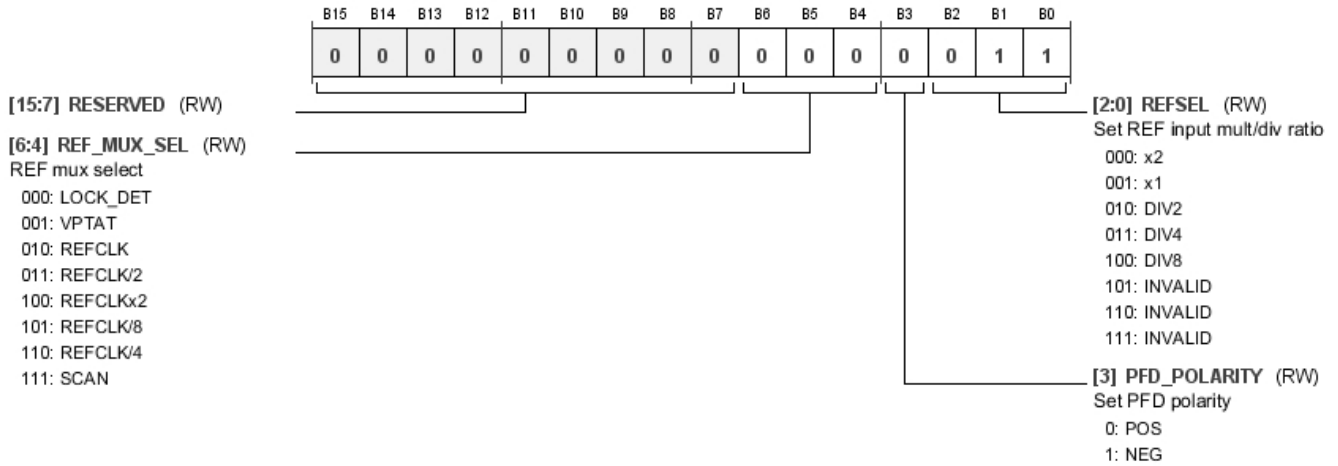 B15 B14 B13 B12 B11 B10 B9 B8 B7 B6 B5 B4 B3 B2 B1 B0
0 0 0 0 0 0 0 0 0 0 0 0 0 0 1 1
[15:7] RESERVED (RW)
[6:4] REF_MUX_SEL (RW)
REF mux select
000: LOCK_DET
001: VPTAT
010: REFCLK
011: REFCLK/2
100: REFCLKx2
101: REFCLK/8
110: REFCLK/4
111: SCAN
[2:0] REFSEL (RW)
Set REF input mult/div ratio
000: x2
001: x1
010: DIV2
011: DIV4
100: DIV8
101: INVALID
110: INVALID
111: INVALID
[3] PFD_POLARITY (RW)
Set PFD polarity
0: POS
1: NEG